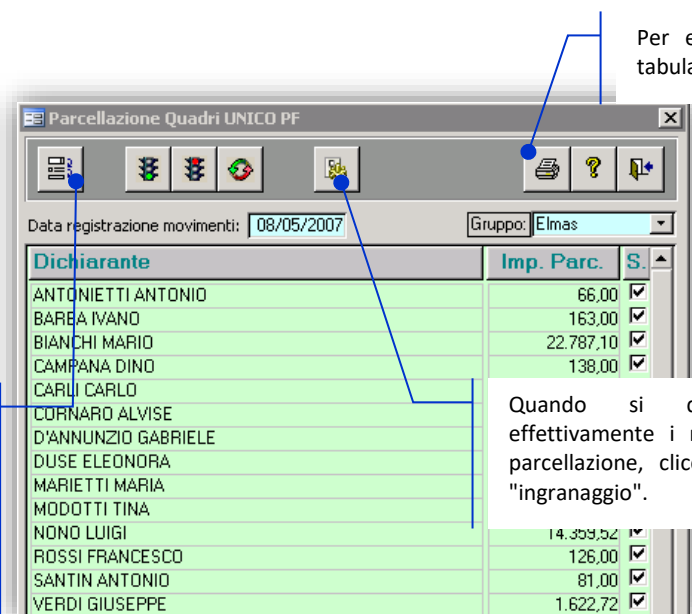 Per e
tabula
Parcellazione Quadri UNICO PF
Data registrazione movimenti: 08/05/2007 Gruppo: Elmas
Dichiarante Imp. Parc. S.
ANTONIETTI ANTONIO 66,00
BARBA IVANO 163,00
BIANCHI MARIO 22.787,10
CAMPANA DINO 138,00
CARLI CARLO
CORNARO ALVISE
D'ANNUNZIO GABRIELE
DUSE ELEONORA
MARIETTI MARIA
MODOTTI TINA
NONO LUIGI 14.359,52
ROSSI FRANCESCO 126,00
SANTIN ANTONIO 81,00
VERDI GIUSEPPE 1.622,72
Quando si
effettivamente i
parcellazione, clic
"ingranaggio".